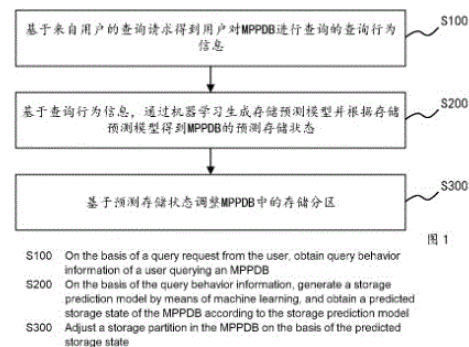 基于来自用户的查询请求得到用户对MPPDB进行查询的查询行为
信息
S100
基于查询行为信息，通过机器学习生成存储预测模型并根据存储
预测模型得到MPPDB的预测存储状态
S200
基于预测存储状态调整MPPDB中的存储分区
S300
图 1
S100 On the basis of a query request from the user, obtain query behavior
information of a user querying an MPPDB
S200 On the basis of the query behavior information, generate a storage
prediction model by means of machine learning, and obtain a predicted
storage state of the MPPDB according to the storage prediction model
S300 Adjust a storage partition in the MPPDB on the basis of the predicted
storage state